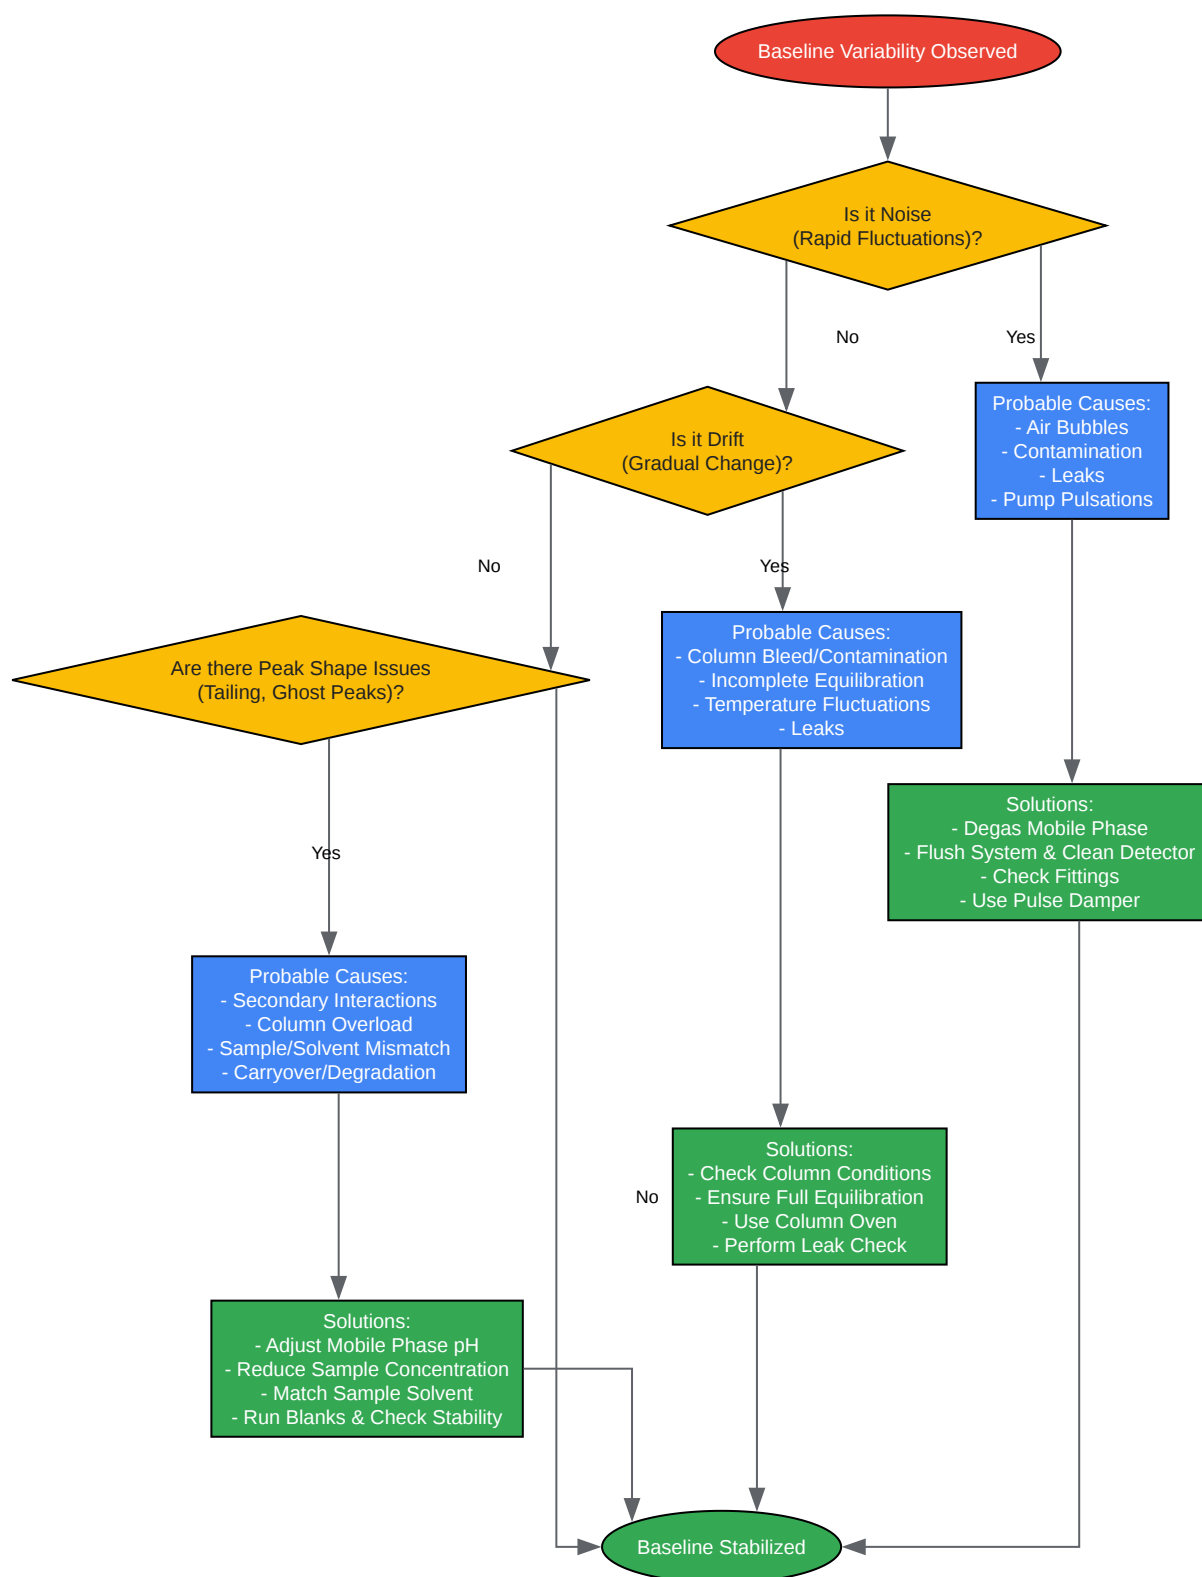 Baseline Variability Observed
Is it Noise
(Rapid Fluctuations)?
No
Yes
Probable Causes:
- Air Bubbles
- Contamination
- Leaks
- Pump Pulsations
Is it Drift
(Gradual Change)?
No
Yes
Probable Causes:
- Column Bleed/Contamination
- Incomplete Equilibration
- Temperature Fluctuations
- Leaks
Are there Peak Shape Issues
(Tailing, Ghost Peaks)?
Solutions:
- Degas Mobile Phase
- Flush System & Clean Detector
- Check Fittings
- Use Pulse Damper
Yes
Probable Causes:
- Secondary Interactions
- Column Overload
- Sample/Solvent Mismatch
- Carryover/Degradation
Solutions:
- Check Column Conditions
- Ensure Full Equilibration
- Use Column Oven
- Perform Leak Check
No
Solutions:
- Adjust Mobile Phase pH
- Reduce Sample Concentration
- Match Sample Solvent
- Run Blanks & Check Stability
Baseline Stabilized